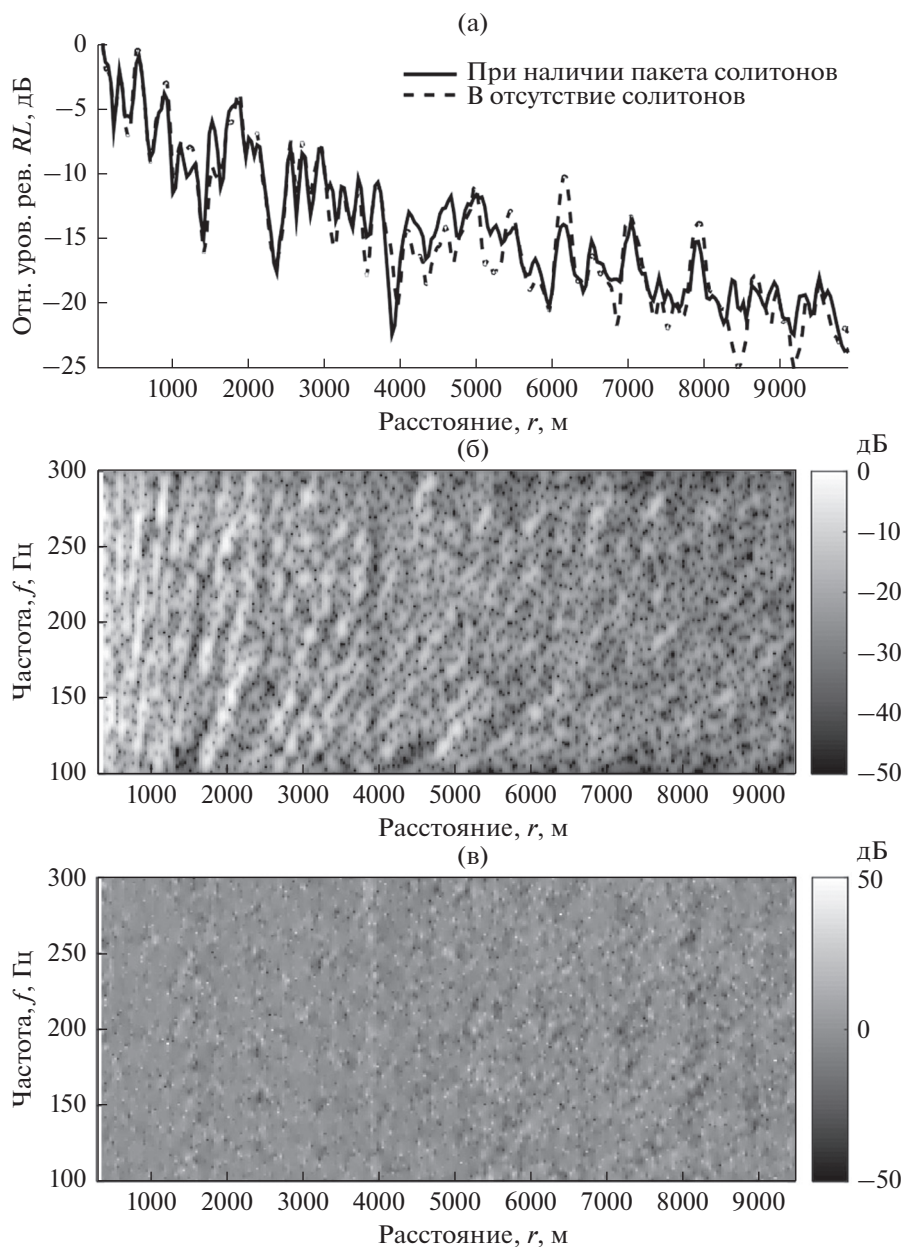 (а)
Отн. уров. рев. RL, дБ
0
−5
−10
−15
−20
−25
При наличии пакета солитонов
В отсутствие солитонов
1000 2000 3000 4000 5000 6000 7000 8000 9000
Расстояние, r, м
(б)
Частота, f, Гц
300
250
200
150
100
1000 2000 3000 4000 5000 6000 7000 8000 9000
Расстояние, r, м
дБ
0
−10
−20
−30
−40
−50
(в)
Частота, f, Гц
300
250
200
150
100
1000 2000 3000 4000 5000 6000 7000 8000 9000
Расстояние, r, м
дБ
50
0
−50